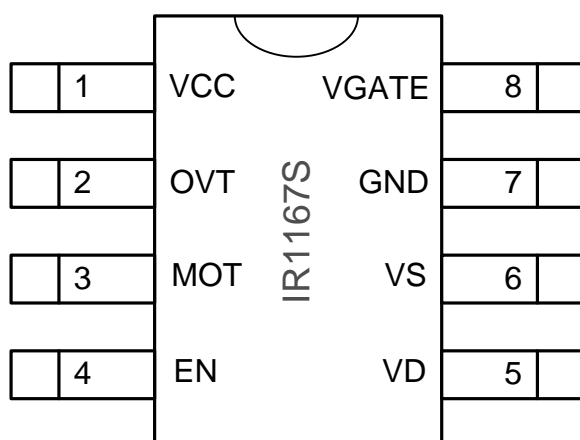 1 VCC VGATE 8
2 OVT GND 7
3 MOT VS 6
4 EN VD 5
IR1167S